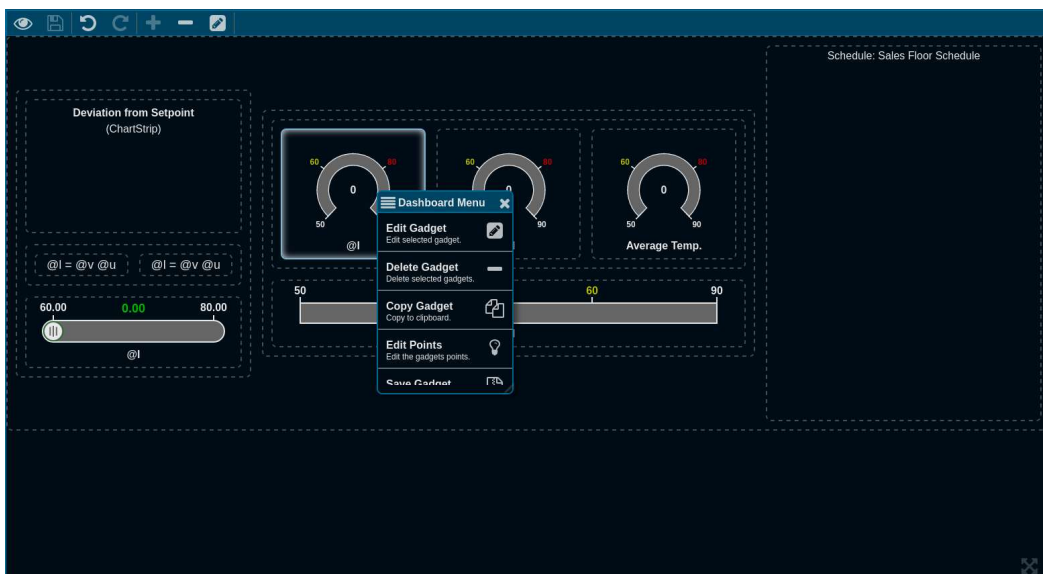 Schedule: Sales Floor Schedule
Deviation from Setpoint
(ChartStrip)
@l = @v @u
@l = @v @u
60.00 0.00 80.00
@l
60 80
0
50
@l
60 80
0
90
60 80
0
50 90
Average Temp.
50 60 90
Dashboard Menu
Edit Gadget
Edit selected gadget.
Delete Gadget
Delete selected gadgets.
Copy Gadget
Copy to clipboard.
Edit Points
Edit the gadgets points.
Save Gadget